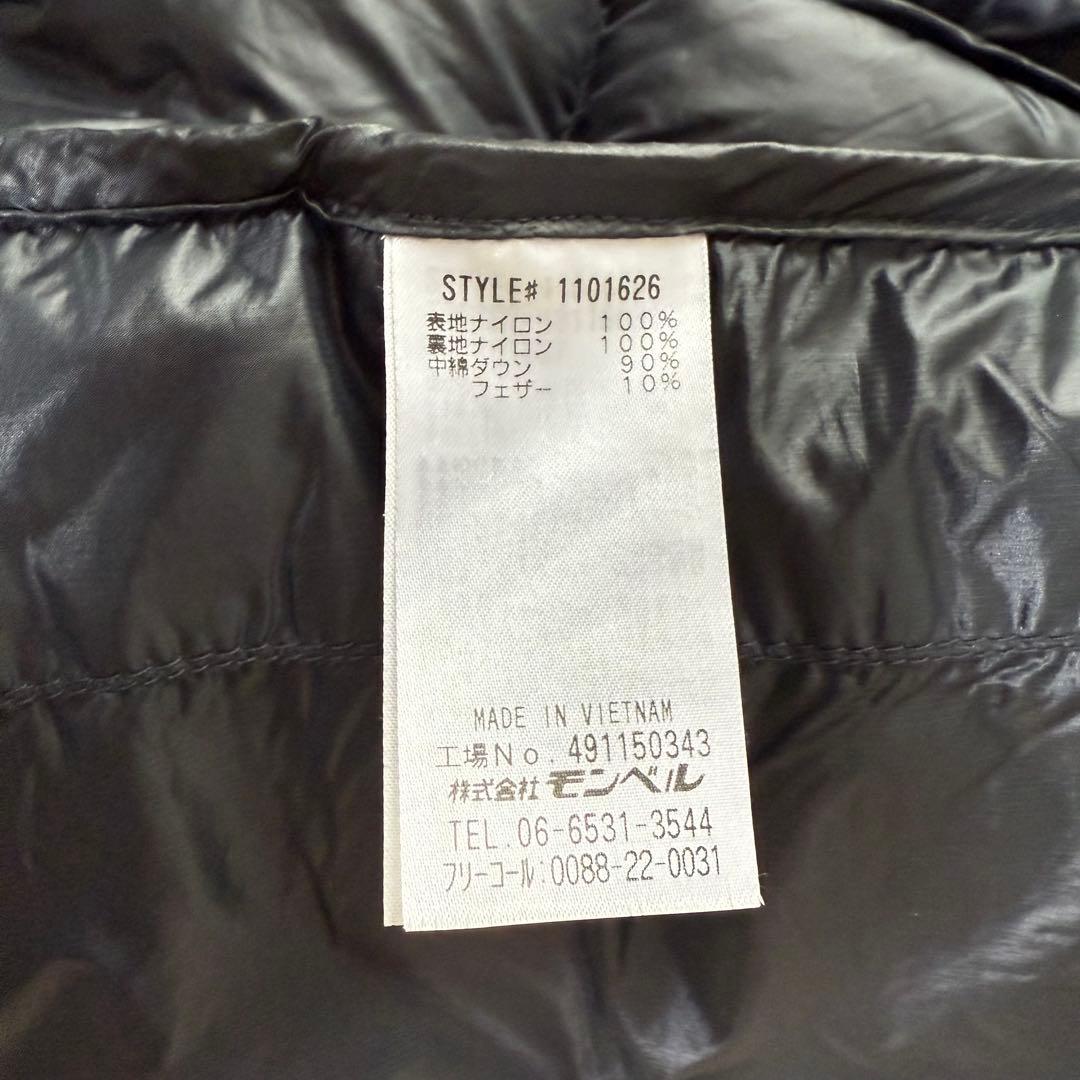 STYLE# 1101626
表地ナイロン 100%
裏地ナイロン 100%
中綿ダウン 90%
フェザー 10%
MADE IN VIETNAM
工場No. 491150343
株式会社 モンベル
TEL.06-6531-3544
フリーコール:0088-22-0031